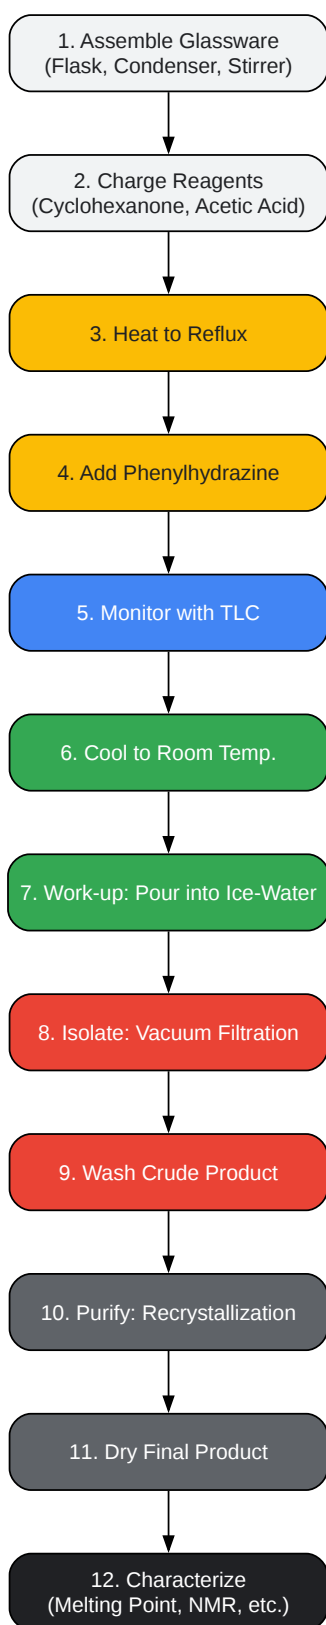 1. Assemble Glassware
(Flask, Condenser, Stirrer)
2. Charge Reagents
(Cyclohexanone, Acetic Acid)
3. Heat to Reflux
4. Add Phenylhydrazine
5. Monitor with TLC
6. Cool to Room Temp.
7. Work-up: Pour into Ice-Water
8. Isolate: Vacuum Filtration
9. Wash Crude Product
10. Purify: Recrystallization
11. Dry Final Product
12. Characterize
(Melting Point, NMR, etc.)